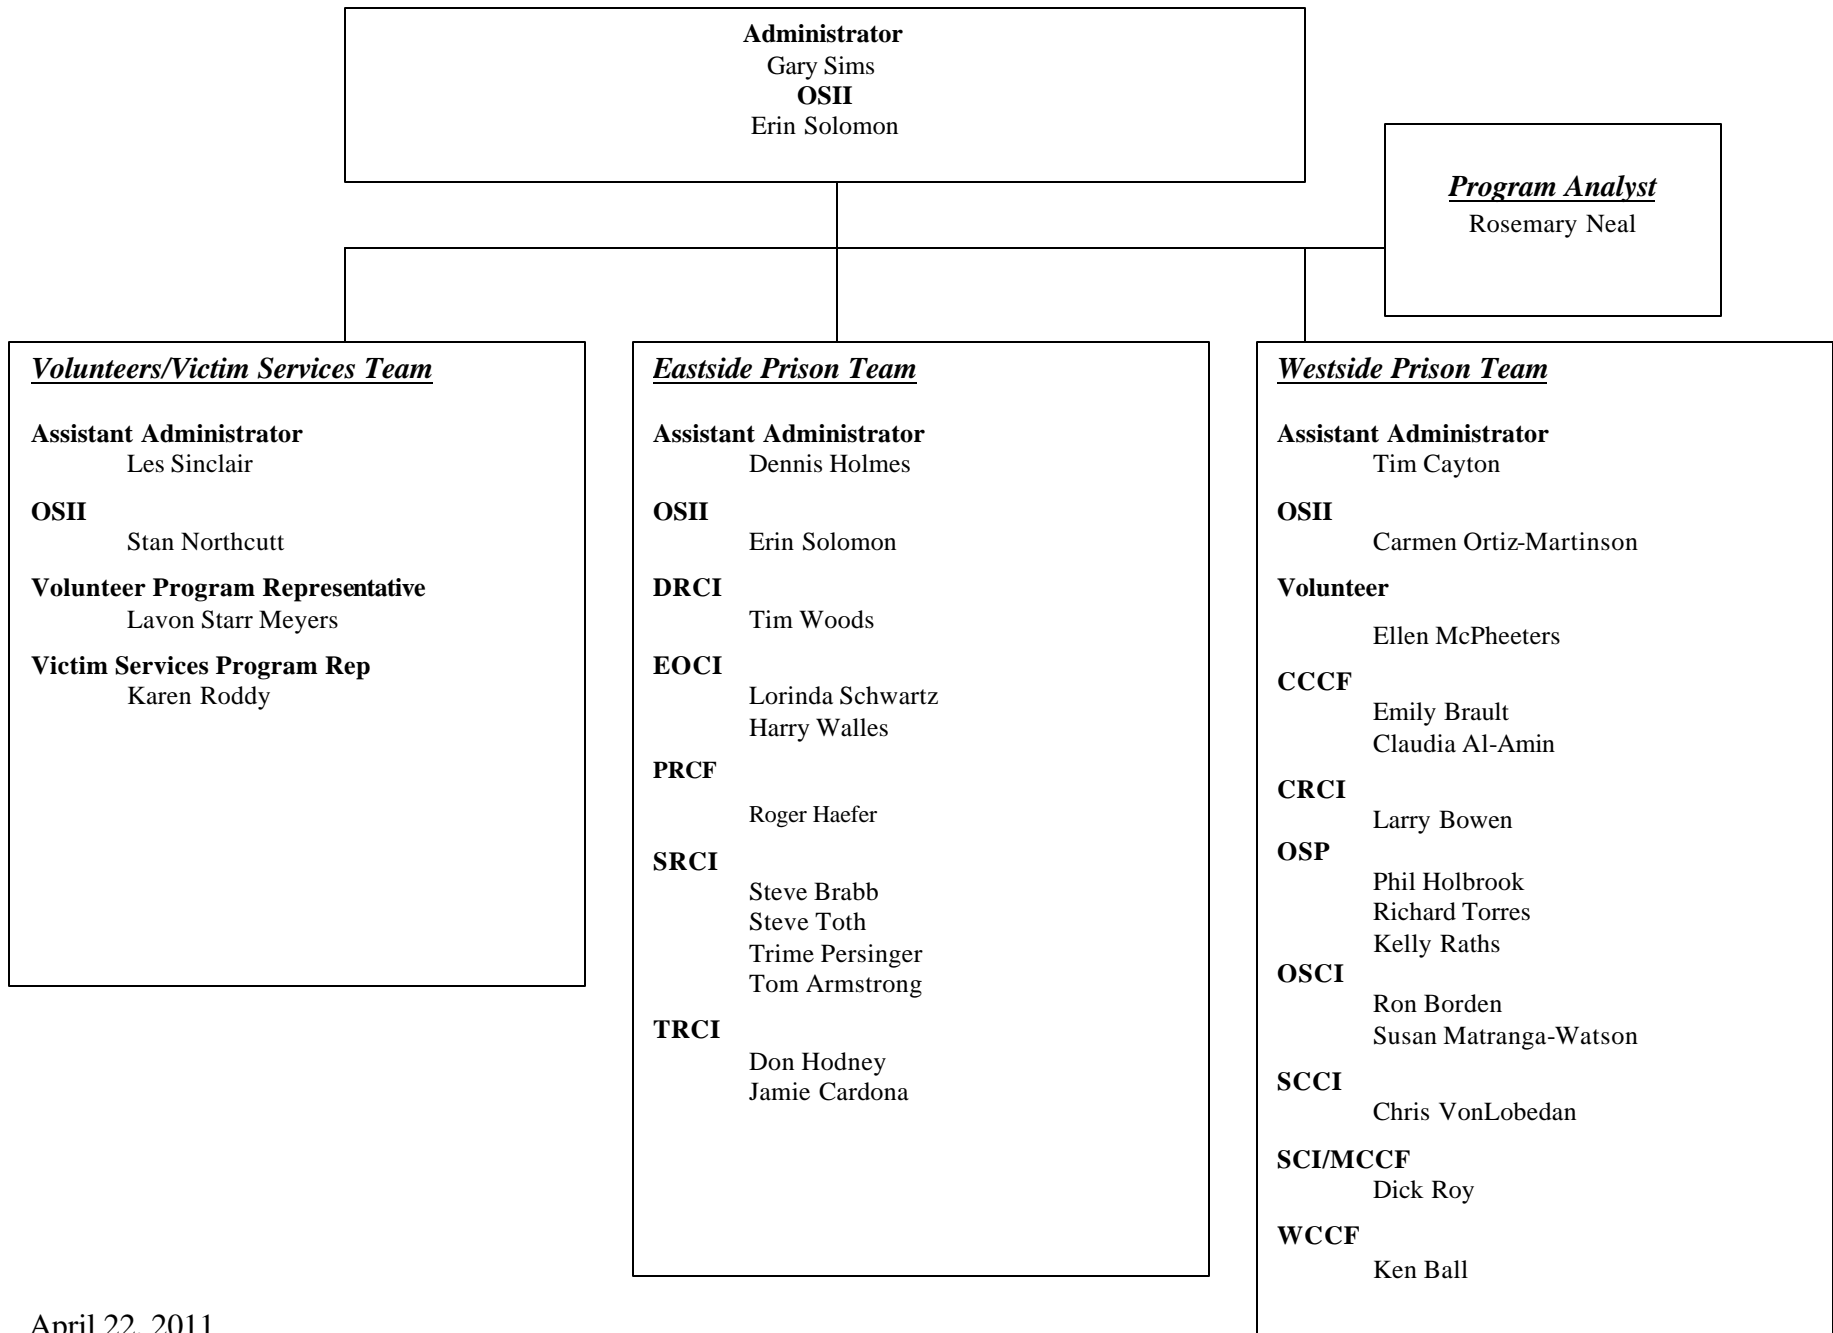 Administrator
Gary Sims
OSII
Erin Solomon
Program Analyst
Rosemary Neal
Volunteers/Victim Services Team
Assistant Administrator
Les Sinclair
OSII
Stan Northcutt
Volunteer Program Representative
Lavon Starr Meyers
Victim Services Program Rep
Karen Roddy
Eastside Prison Team
Assistant Administrator
Dennis Holmes
OSII
Erin Solomon
DRCI
Tim Woods
EOCI
Lorinda Schwartz
Harry Walles
PRCF
Roger Haefer
SRCI
Steve Brabb
Steve Toth
Trime Persinger
Tom Armstrong
TRCI
Don Hodney
Jamie Cardona
Westside Prison Team
Assistant Administrator
Tim Cayton
OSII
Carmen Ortiz-Martinson
Volunteer
Ellen McPheeters
CCCF
Emily Brault
Claudia Al-Amin
CRCI
Larry Bowen
OSP
Phil Holbrook
Richard Torres
Kelly Raths
OSCI
Ron Borden
Susan Matranga-Watson
SCCI
Chris VonLobedan
SCI/MCCF
Dick Roy
WCCF
Ken Ball
April 22, 2011